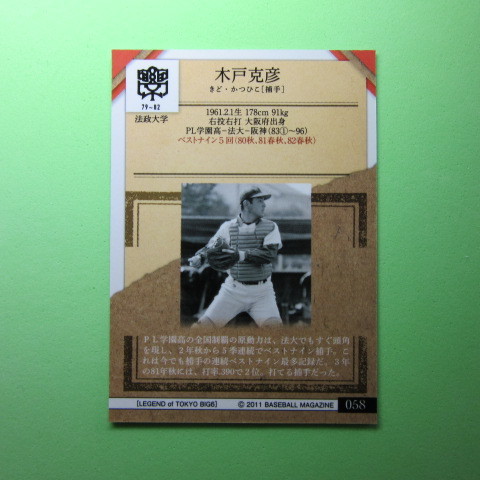 木戸克彦
きど・かつひこ[捕手]
79-82
法政大学
1961.2.1生 178cm 91kg
右投右打 大阪府出身
PL学園高－法大－阪神(83①～96)
ベストナイン5回(80秋、81春秋、82春秋)
PL学園高の全国制覇の原動力は、法大でもすぐ頭角
を現し、2年秋から5季連続でベストナイン捕手。こ
れは今でも捕手の連続ベストナイン最多記録だ。3年
の81年秋には、打率.390で2位。打てる捕手だった。
[LEGEND of TOKYO BIG6]
© 2011 BASEBALL MAGAZINE
058